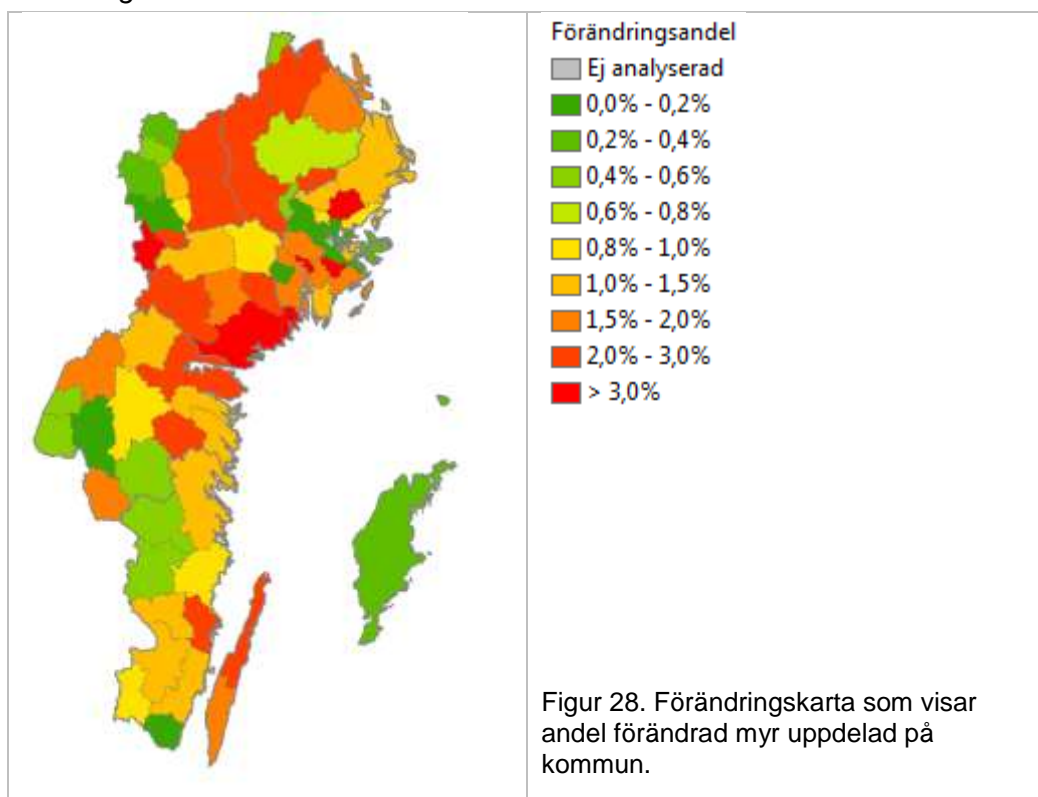 Förändringsandel
Ej analyserad
0,0% - 0,2%
0,2% - 0,4%
0,4% - 0,6%
0,6% - 0,8%
0,8% - 1,0%
1,0% - 1,5%
1,5% - 2,0%
2,0% - 3,0%
> 3,0%
Figur 28. Förändringskarta som visar
andel förändrad myr uppdelad på
kommun.